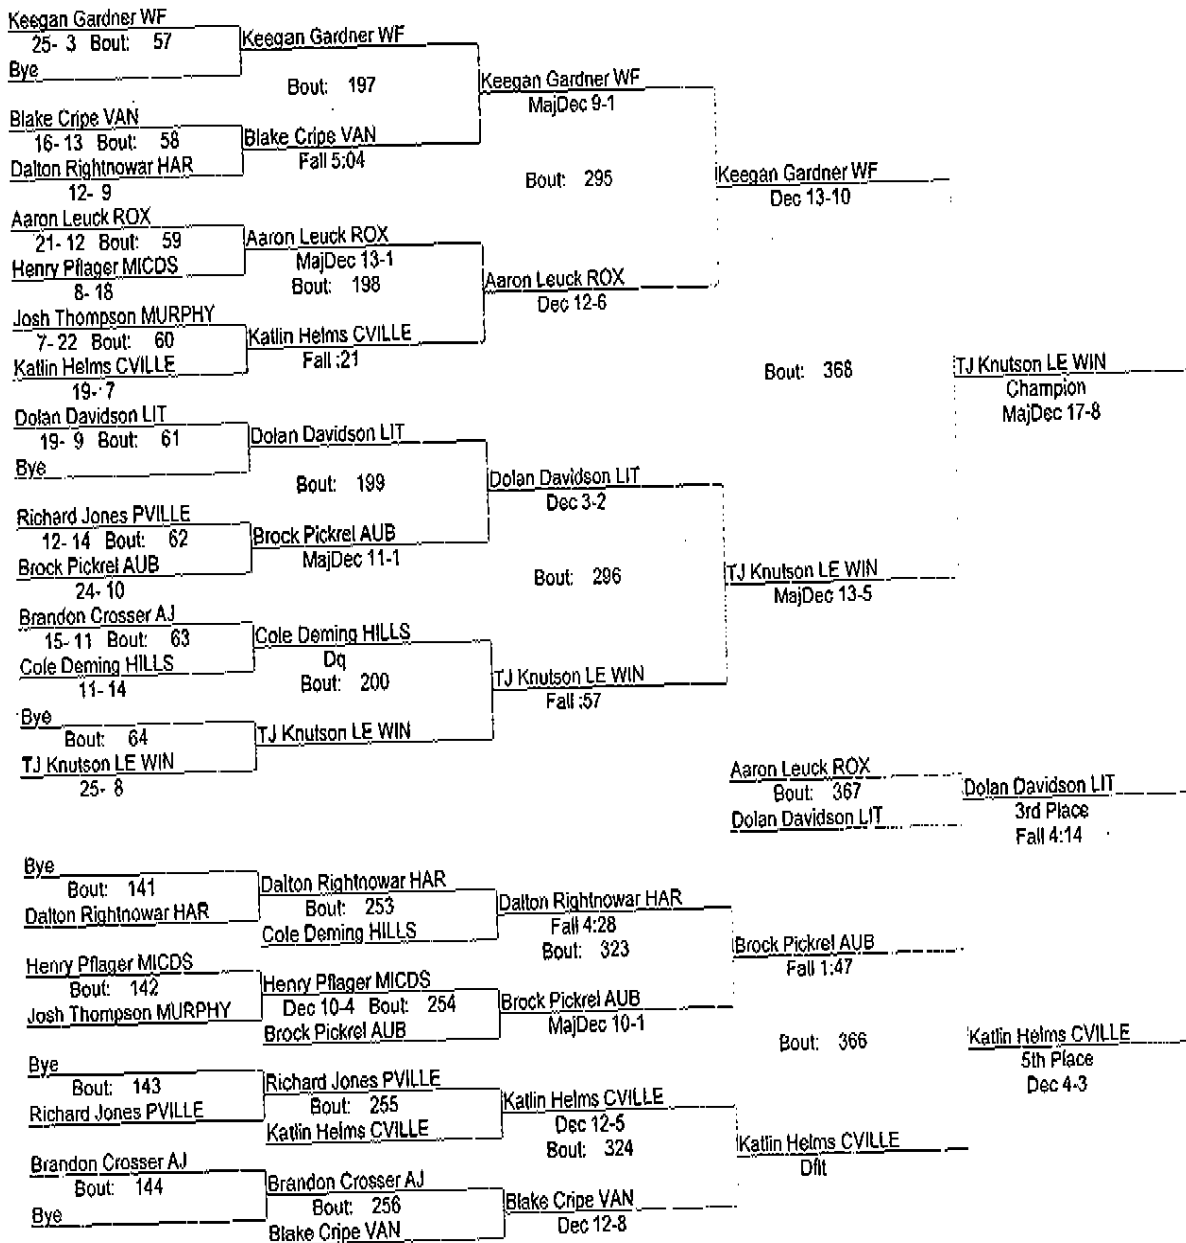 Keegan Gardner WF
25- 3 Bout: 57
Bye
Keegan Gardner WF
Bout: 197
Blake Cripe VAN
16- 13 Bout: 58
Dalton Rightnowar HAR
12- 9
Blake Cripe VAN
Fall 5:04
Keegan Gardner WF
MajDec 9-1
Bout: 295
Aaron Leuck ROX
21- 12 Bout: 59
Henry Pflager MICDS
8- 18
Aaron Leuck ROX
MajDec 13-1
Bout: 198
Josh Thompson MURPHY
7- 22 Bout: 60
Katlin Helms CVILLE
19- 7
Katlin Helms CVILLE
Fall :21
Aaron Leuck ROX
Dec 12-6
Keegan Gardner WF
Dec 13-10
Bout: 368
TJ Knutson LE WIN
Champion
MajDec 17-8
Dolan Davidson LIT
19- 9 Bout: 61
Bye
Dolan Davidson LIT
Bout: 199
Richard Jones PVILLE
12- 14 Bout: 62
Brock Pickrel AUB
24- 10
Brock Pickrel AUB
MajDec 11-1
Dolan Davidson LIT
Dec 3-2
Bout: 296
Brandon Crosser AJ
15- 11 Bout: 63
Cole Deming HILLS
11- 14
Cole Deming HILLS
Dq
Bout: 200
Bye
Bout: 64
TJ Knutson LE WIN
25- 8
TJ Knutson LE WIN
TJ Knutson LE WIN
Fall :57
TJ Knutson LE WIN
MajDec 13-5
Aaron Leuck ROX
Bout: 367
Dolan Davidson LIT
Dolan Davidson LIT
3rd Place
Fall 4:14
Bye
Bout: 141
Dalton Rightnowar HAR
Dalton Rightnowar HAR
Bout: 253
Cole Deming HILLS
Dalton Rightnowar HAR
Fall 4:28
Bout: 323
Henry Pflager MICDS
Bout: 142
Josh Thompson MURPHY
Henry Pflager MICDS
Dec 10-4 Bout: 254
Brock Pickrel AUB
Brock Pickrel AUB
MajDec 10-1
Brock Pickrel AUB
Fall 1:47
Bout: 366
Katlin Helms CVILLE
5th Place
Dec 4-3
Bye
Bout: 143
Richard Jones PVILLE
Richard Jones PVILLE
Bout: 255
Katlin Helms CVILLE
Katlin Helms CVILLE
Dec 12-5
Bout: 324
Brandon Crosser AJ
Bout: 144
Bye
Brandon Crosser AJ
Bout: 256
Blake Cripe VAN
Blake Cripe VAN
Dec 12-8
Katlin Helms CVILLE
Dflt